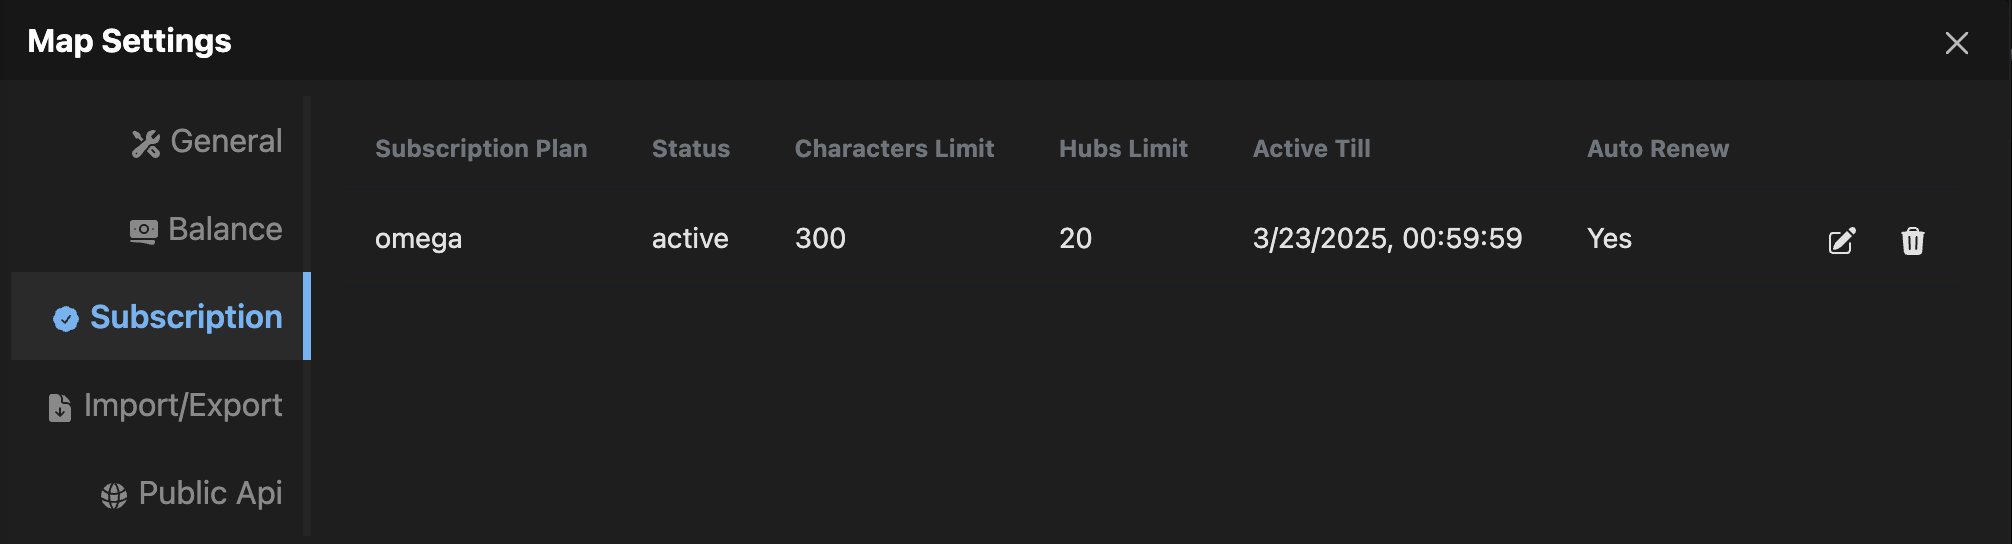 Map Settings
General
Balance
Subscription
Import/Export
Public Api
Subscription Plan Status Characters Limit Hubs Limit Active Till Auto Renew
omega active 300 20 3/23/2025, 00:59:59 Yes